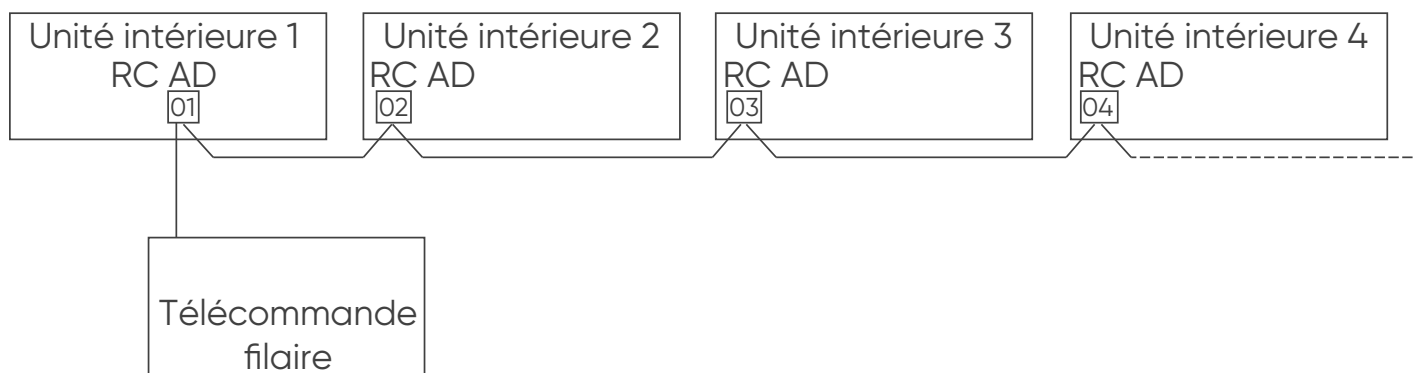 Unité intérieure 1
RC AD
01
Unité intérieure 2
RC AD
02
Unité intérieure 3
RC AD
03
Unité intérieure 4
RC AD
04
Télécommande
filaire